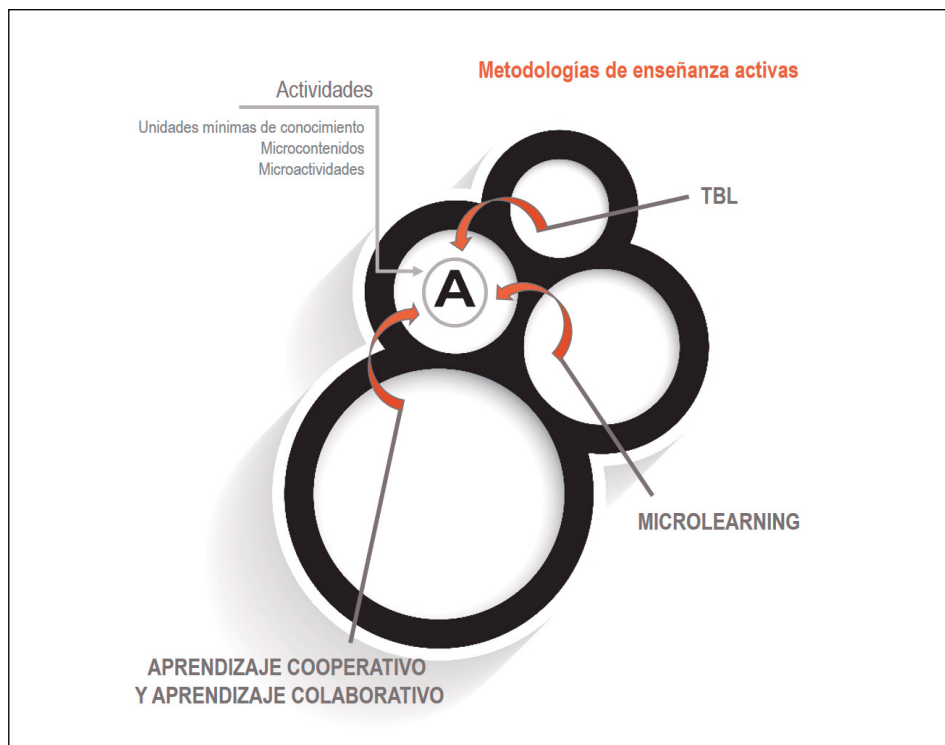 Metodologías de enseñanza activas
Actividades
Unidades mínimas de conocimiento
Microcontenidos
Microactividades
TBL
A
MICROLEARNING
APRENDIZAJE COOPERATIVO
Y APRENDIZAJE COLABORATIVO